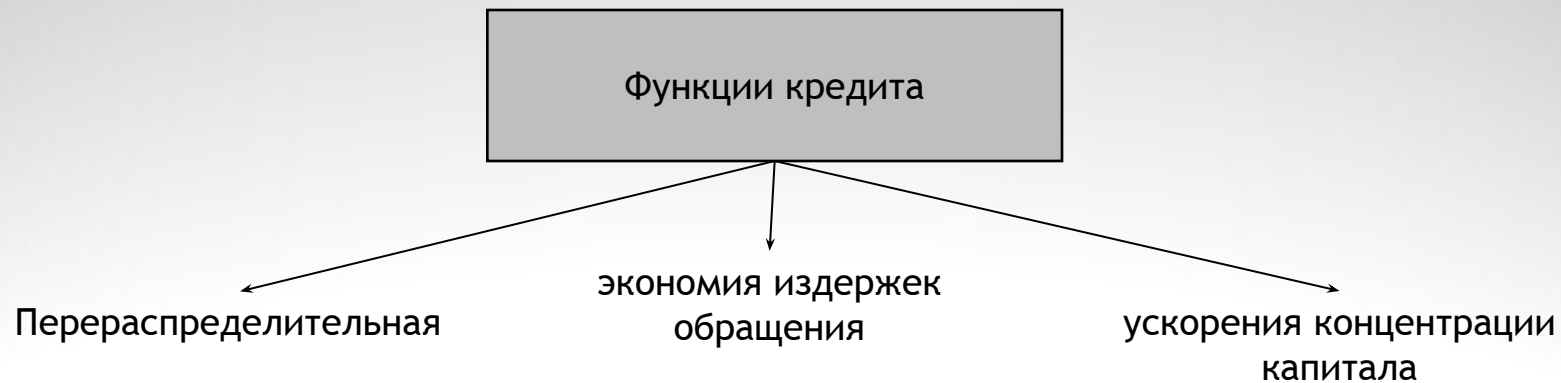 Функции кредита
Перераспределительная
экономия издержек
обращения
ускорения концентрации
капитала